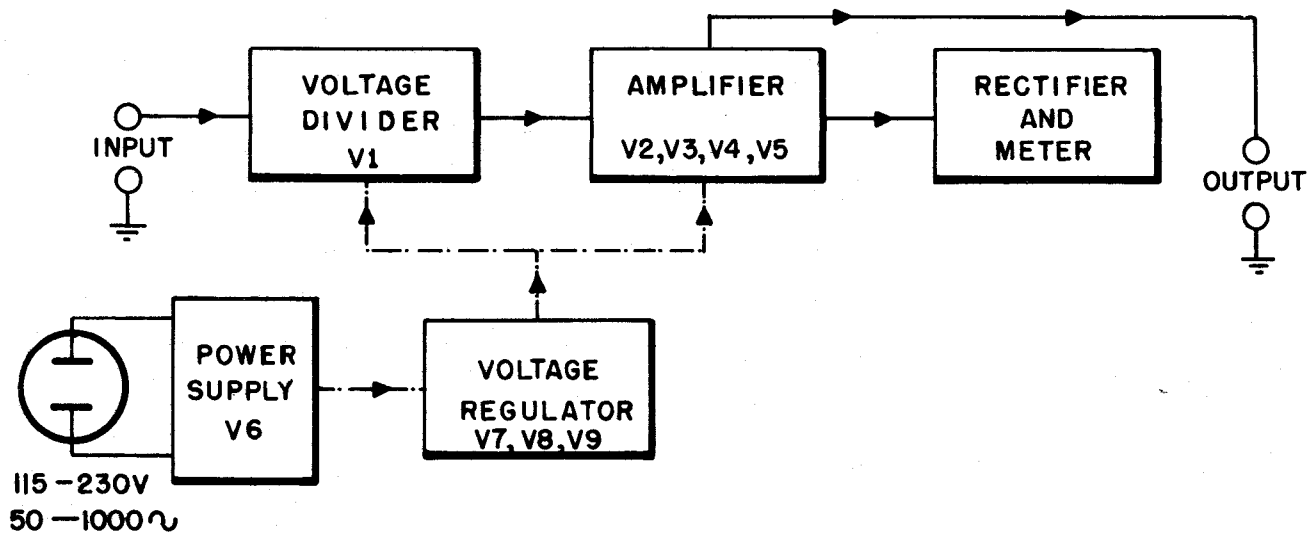 VOLTAGE
DIVIDER
V1
AMPLIFIER
V2,V3,V4,V5
RECTIFIER
AND
METER
INPUT
OUTPUT
POWER
SUPPLY
V6
VOLTAGE
REGULATOR
V7,V8,V9
115-230V
50-1000~